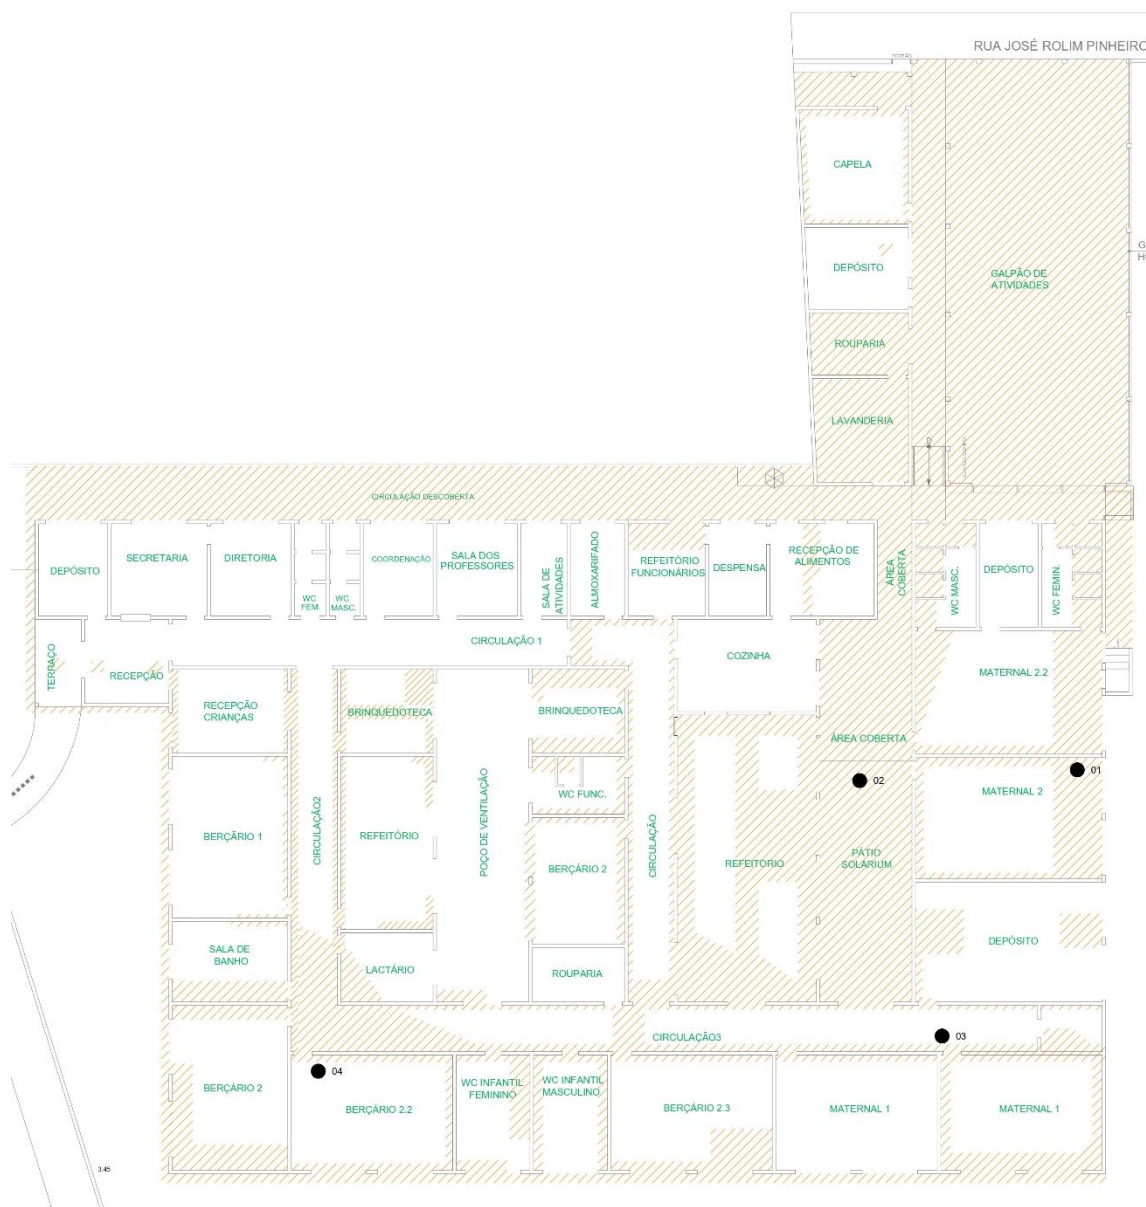 RUA JOSÉ ROLIM PINHEIRO
CAPELA
G
H
DEPÓSITO
GALPÃO DE
ATIVIDADES
ROUPARIA
LAVANDERIA
CIRCULAÇÃO DESCOBERTA
DEPÓSITO
SECRETARIA
DIRETORIA
WC
FEM.
WC
MASC.
COORDENAÇÃO
SALA DOS
PROFESSORES
SALA DE
ATIVIDADES
ALMOXARIFADO
REFEITÓRIO
FUNCIONÁRIOS
DESPENSA
RECEPÇÃO DE
ALIMENTOS
ÁREA
COBERTA
WC MASC.
DEPÓSITO
WC FEMIN.
TERRAÇO
RECEPÇÃO
CIRCULAÇÃO 1
COZINHA
MATERNAL 2.2
RECEPÇÃO
CRIANÇAS
BRINQUEDOTECA
BRINQUEDOTECA
ÁREA COBERTA
01
02
MATERNAL 2
WC FUNC.
BERÇÁRIO 1
CIRCULAÇÃO2
REFEITÓRIO
POÇO DE VENTILAÇÃO
BERÇÁRIO 2
CIRCULAÇÃO
REFEITORIO
PÁTIO
SOLARIUM
SALA DE
BANHO
LACTÁRIO
ROUPARIA
DEPÓSITO
CIRCULAÇÃO3
03
04
BERÇÁRIO 2
BERÇÁRIO 2.2
WC INFANTIL
FEMININO
WC INFANTIL
MASCULINO
BERÇÁRIO 2.3
MATERNAL 1
MATERNAL 1
3.45